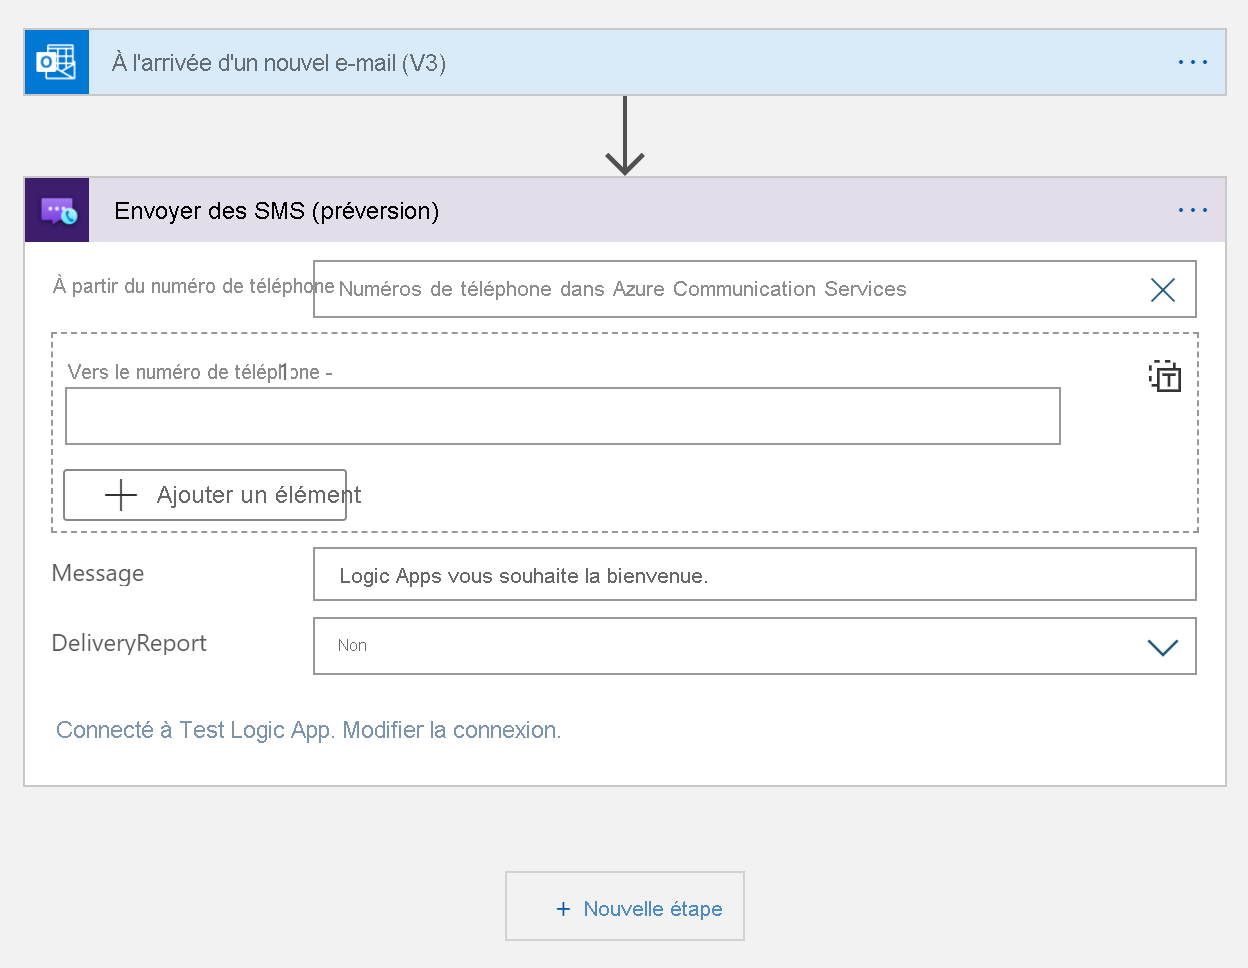 À l'arrivée d'un nouvel e-mail (V3)
Envoyer des SMS (préversion)
À partir du numéro de téléphone
Numéros de téléphone dans Azure Communication Services
Vers le numéro de téléphone - 1
Ajouter un élément
Message
Logic Apps vous souhaite la bienvenue.
DeliveryReport
Non
Connecté à Test Logic App. Modifier la connexion.
+ Nouvelle étape